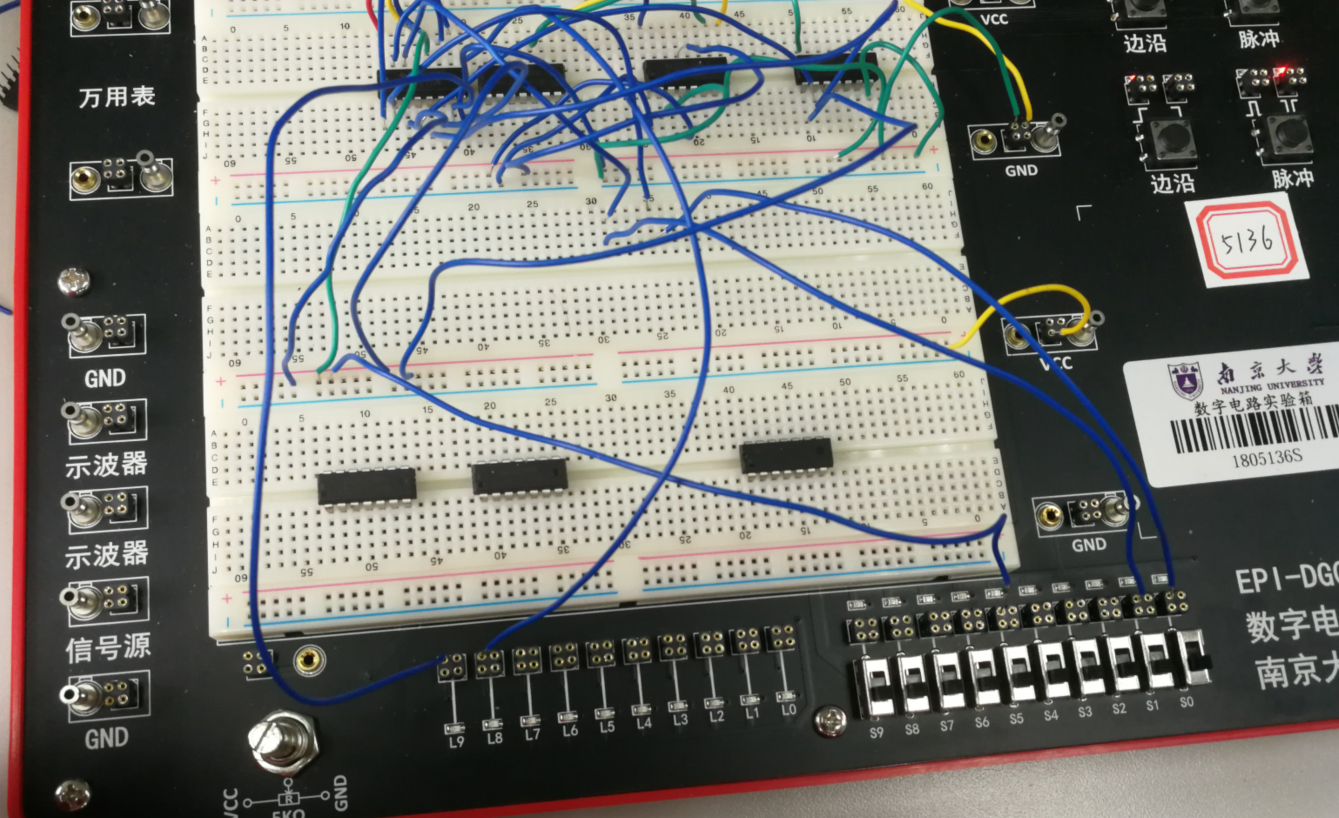 VCC
边沿
脉冲
万用表
GND
边沿
脉冲
5136
VCC
GND
示波器
南京大学
NANJING UNIVERSITY
数字电路实验箱
1805136S
示波器
GND
信号源
EPI-DG
数字电
南京大
GND
L9 L8 L7 L6 L5 L4 L3 L2 L1 L0
S9 S8 S7 S6 S5 S4 S3 S2 S1 S0
VCC
R
GND
5KΩ